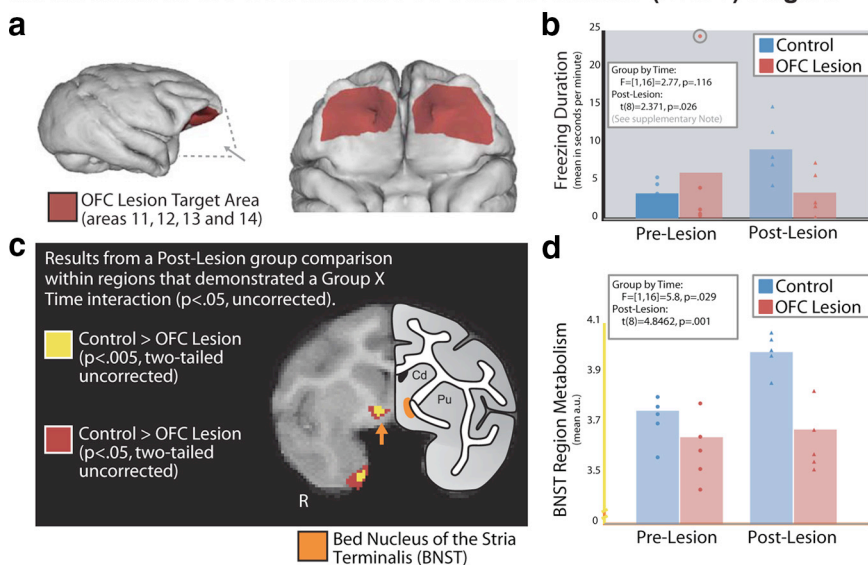 a
OFC Lesion Target Area
(areas 11, 12, 13 and 14)
b
Freezing Duration
(mean in seconds per minute)
25
20
15
10
5
0
Group by Time:
F=[1,16]=2.77, p=.116
Post-Lesion:
t(8)=2.371, p=.026
(See supplementary Note)
Control
OFC Lesion
Pre-Lesion
Post-Lesion
c
Results from a Post-Lesion group comparison
within regions that demonstrated a Group X
Time interaction (p<.05, uncorrected).
Control > OFC Lesion
(p<.005, two-tailed
uncorrected)
Control > OFC Lesion
(p<.05, two-tailed
uncorrected)
Cd
Pu
R
Bed Nucleus of the Stria
Terminalis (BNST)
d
BNST Region Metabolism
(mean a.u.)
4.1
3.9
3.7
3.5
0
Group by Time:
F=[1,16]=5.8, p=.029
Post-Lesion:
t(8)=4.8462, p=.001
Control
OFC Lesion
Pre-Lesion
Post-Lesion